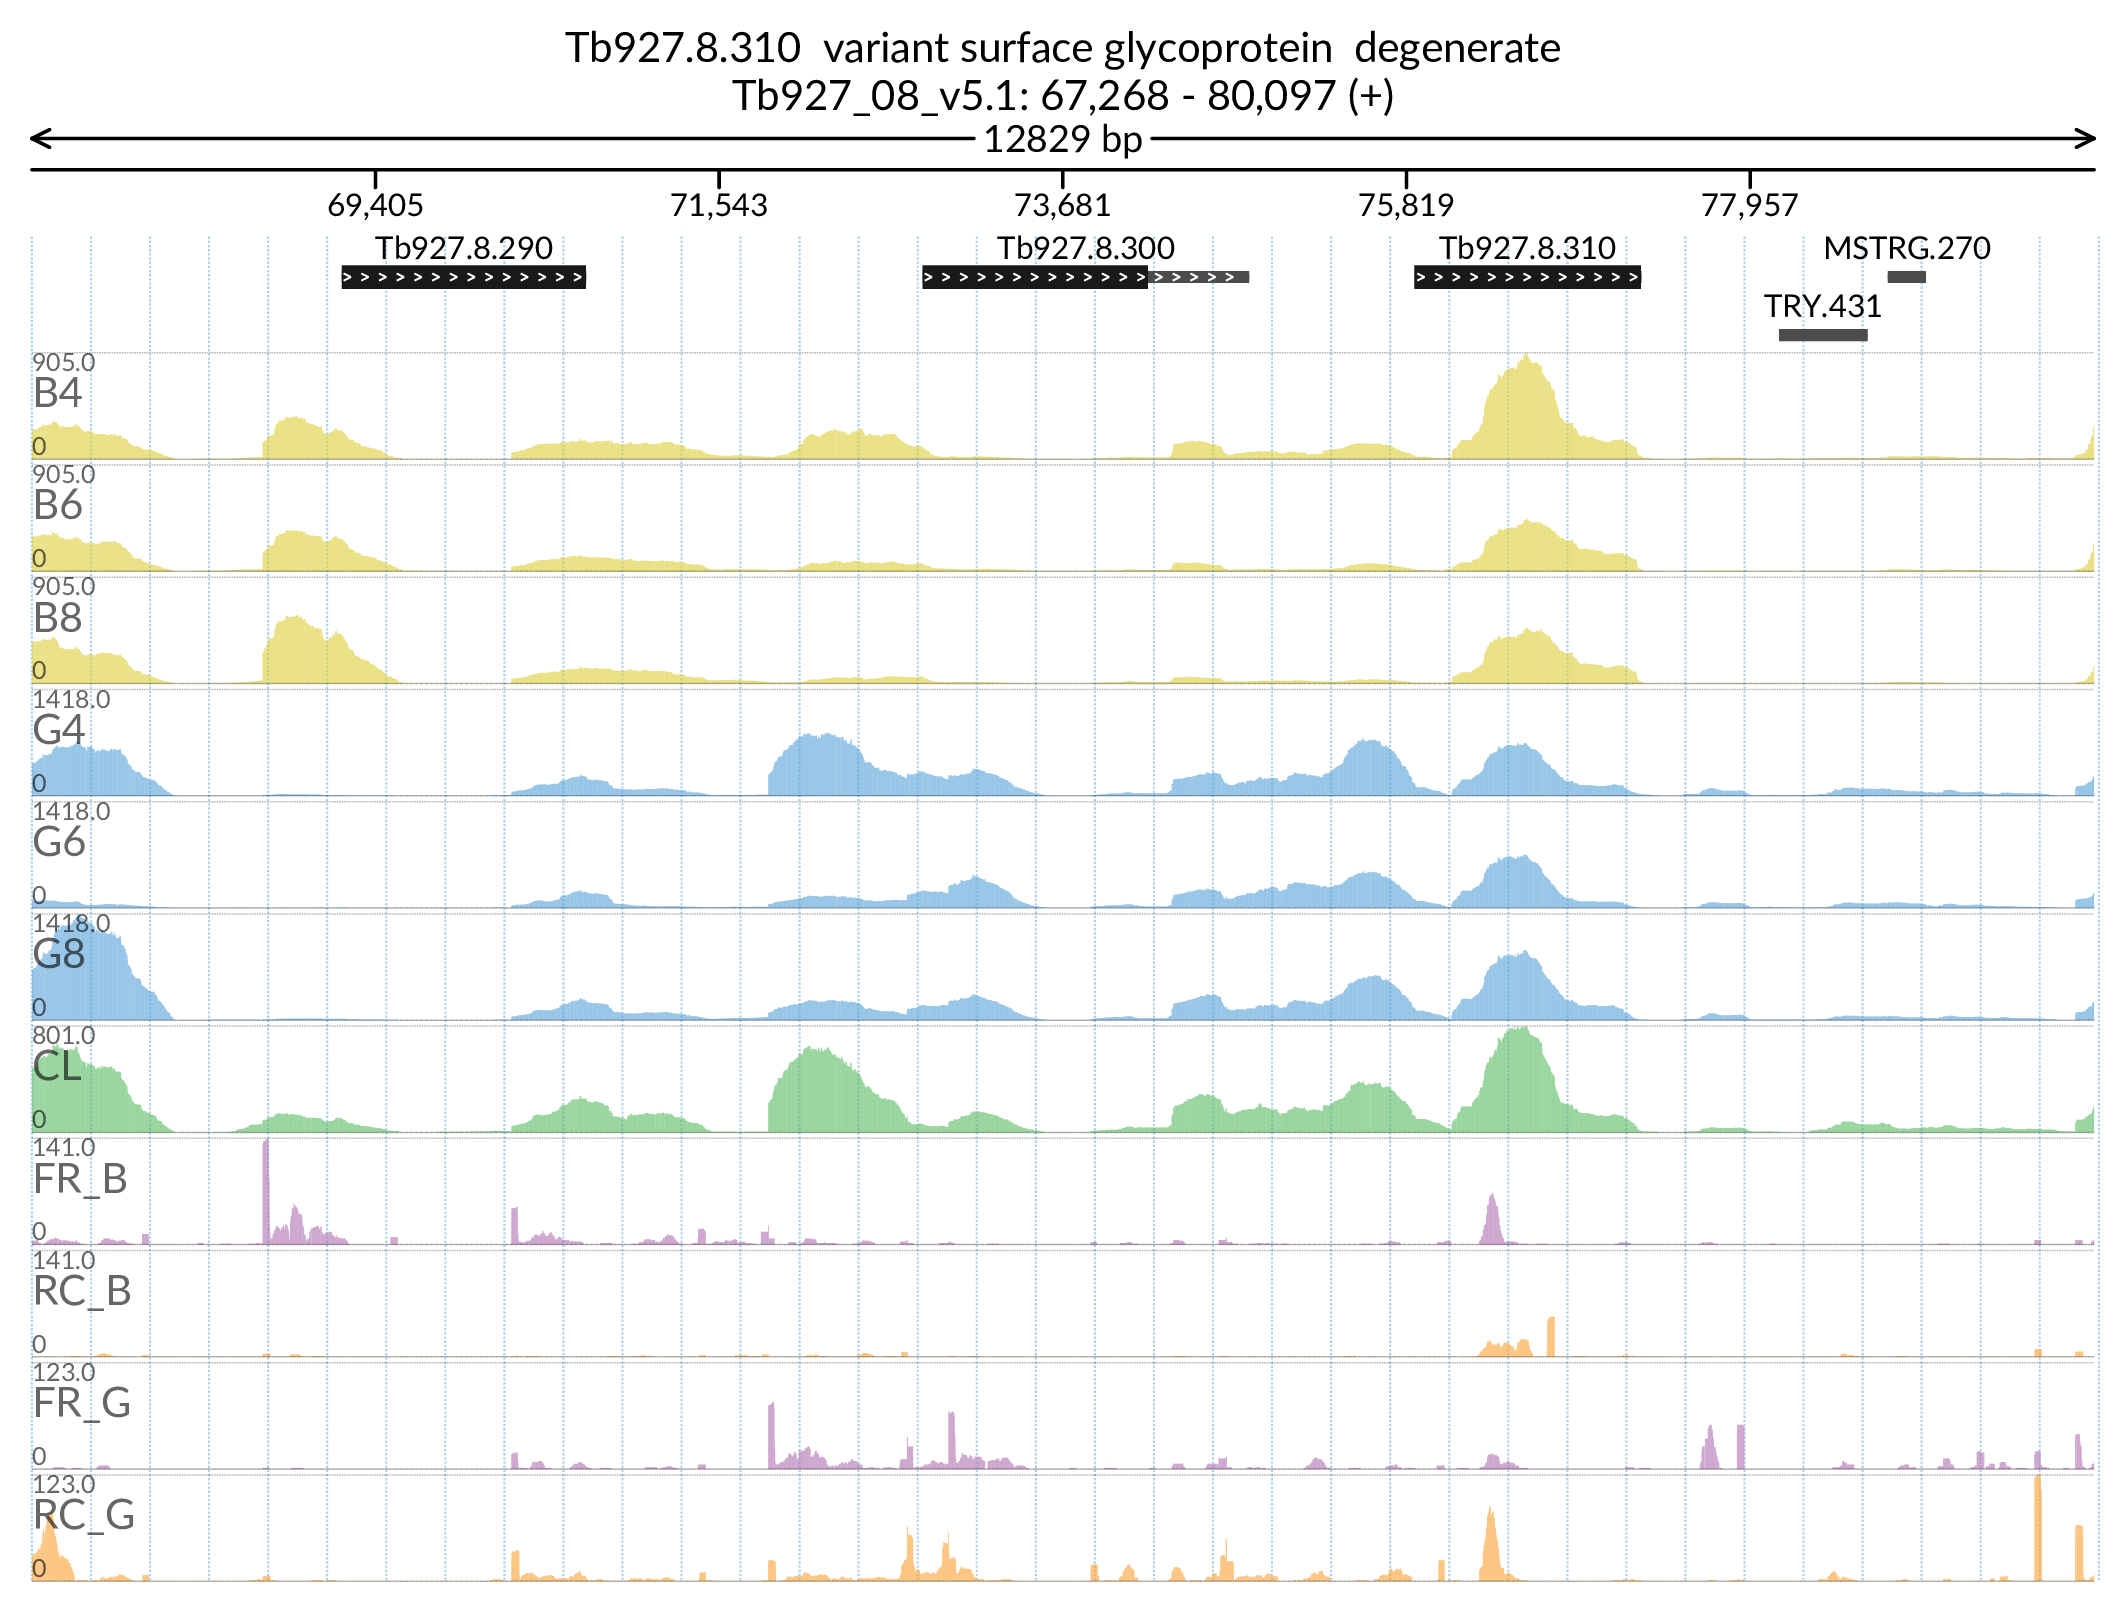 Tb927.8.310  variant surface glycoprotein  degenerate
Tb927_08_v5.1: 67,268 - 80,097 (+)
12829 bp
69,405 71,543 73,681 75,819 77,957
Tb927.8.290 Tb927.8.300 Tb927.8.310 MSTRG.270
TRY.431
905.0
B4
0
905.0
B6
0
905.0
B8
0
1418.0
G4
0
1418.0
G6
0
1418.0
G8
0
801.0
CL
0
141.0
FR_B
0
141.0
RC_B
0
123.0
FR_G
0
123.0
RC_G
0